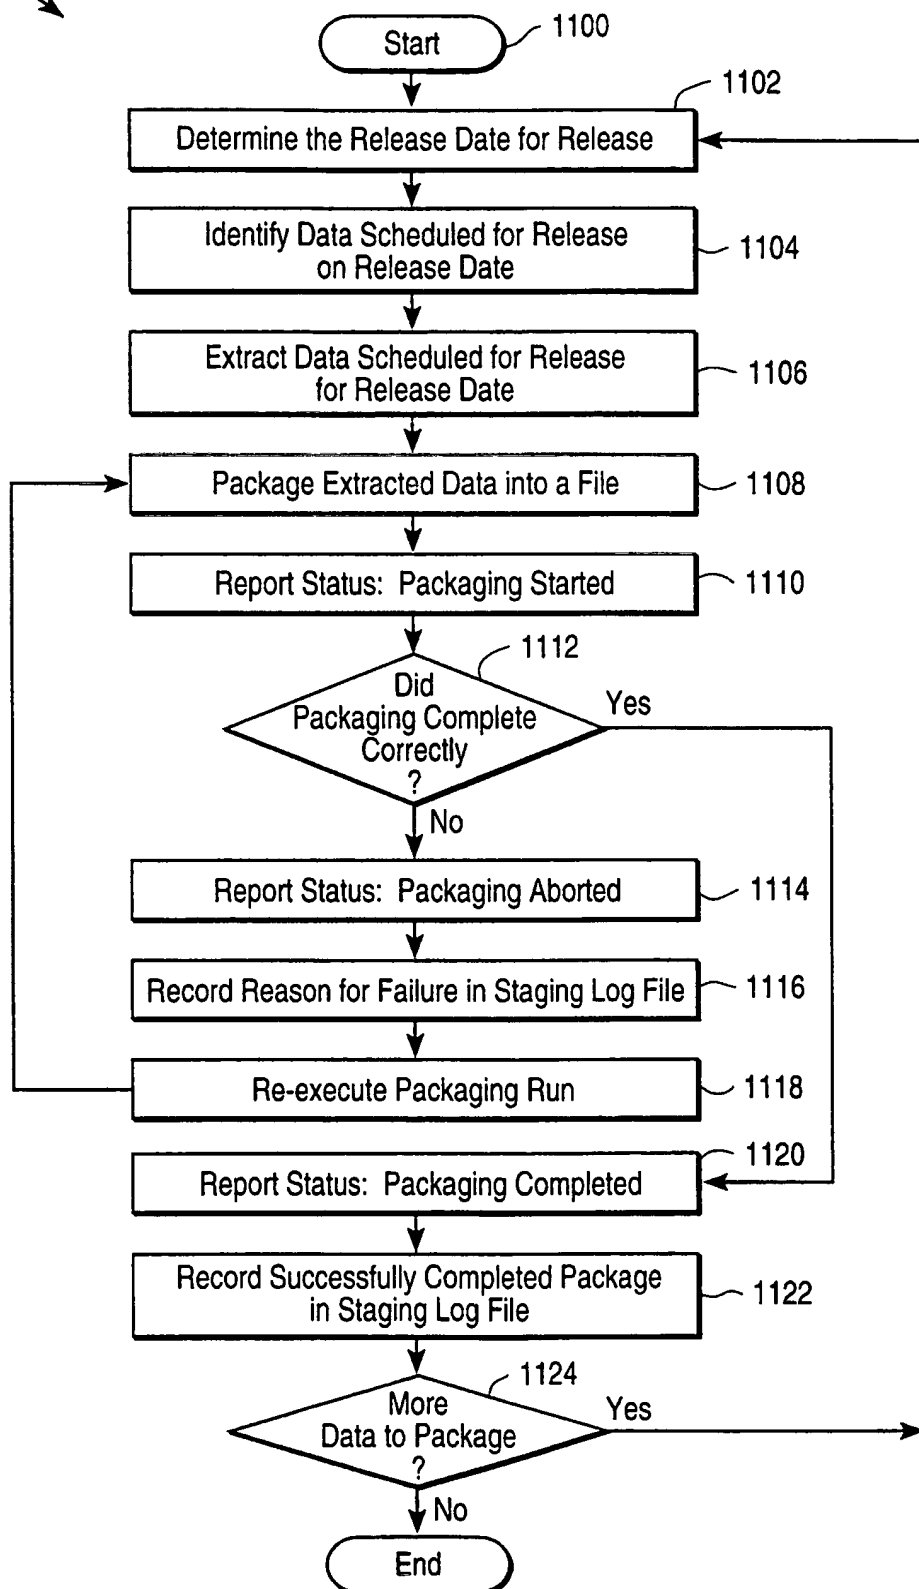 Start
1100
1102
Determine the Release Date for Release
Identify Data Scheduled for Release
on Release Date
1104
Extract Data Scheduled for Release
for Release Date
1106
Package Extracted Data into a File
1108
Report Status: Packaging Started
1110
1112
Did
Packaging Complete
Correctly
?
Yes
No
Report Status: Packaging Aborted
1114
Record Reason for Failure in Staging Log File
1116
Re-execute Packaging Run
1118
1120
Report Status: Packaging Completed
Record Successfully Completed Package
in Staging Log File
1122
1124
More
Data to Package
?
Yes
No
End